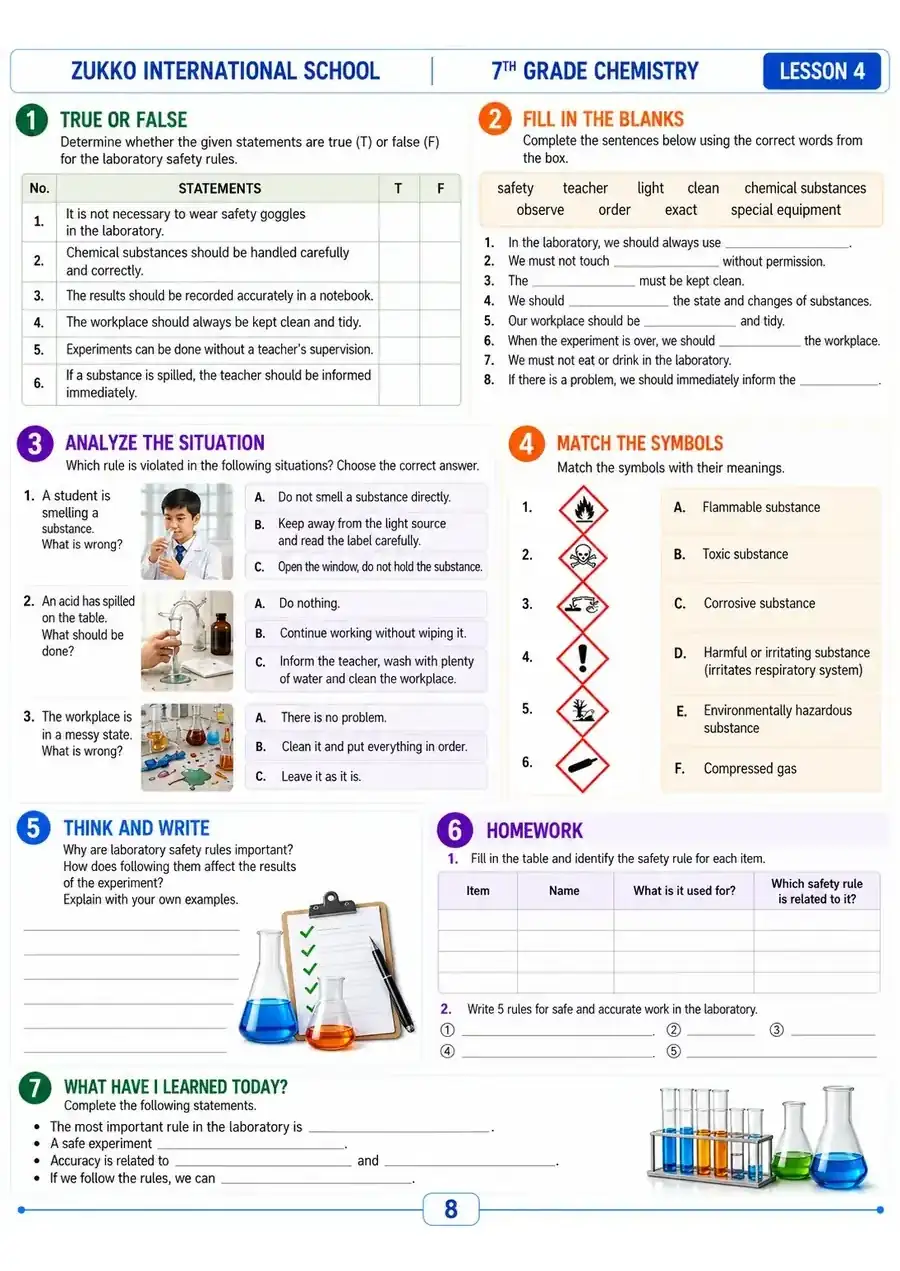 ZUKKO INTERNATIONAL SCHOOL
7TH GRADE CHEMISTRY
LESSON 4
1 TRUE OR FALSE
Determine whether the given statements are true (T) or false (F)
for the laboratory safety rules.
No. STATEMENTS T F
1. It is not necessary to wear safety goggles
in the laboratory.
2. Chemical substances should be handled carefully
and correctly.
3. The results should be recorded accurately in a notebook.
4. The workplace should always be kept clean and tidy.
5. Experiments can be done without a teacher's supervision.
6. If a substance is spilled, the teacher should be informed
immediately.
2 FILL IN THE BLANKS
Complete the sentences below using the correct words from
the box.
safety teacher light clean chemical substances
observe order exact special equipment
1. In the laboratory, we should always use ____________________.
2. We must not touch ________________ without permission.
3. The ________________ must be kept clean.
4. We should ________________ the state and changes of substances.
5. Our workplace should be ______________ and tidy.
6. When the experiment is over, we should ____________ the workplace.
7. We must not eat or drink in the laboratory.
8. If there is a problem, we should immediately inform the ____________.
3 ANALYZE THE SITUATION
Which rule is violated in the following situations? Choose the correct answer.
1. A student is
smelling a
substance.
What is wrong?
A. Do not smell a substance directly.
B. Keep away from the light source
and read the label carefully.
C. Open the window, do not hold the substance.
2. An acid has spilled
on the table.
What should be
done?
A. Do nothing.
B. Continue working without wiping it.
C. Inform the teacher, wash with plenty
of water and clean the workplace.
3. The workplace is
in a messy state.
What is wrong?
A. There is no problem.
B. Clean it and put everything in order.
C. Leave it as it is.
4 MATCH THE SYMBOLS
Match the symbols with their meanings.
1.
2.
3.
4.
5.
6.
A. Flammable substance
B. Toxic substance
C. Corrosive substance
D. Harmful or irritating substance
(irritates respiratory system)
E. Environmentally hazardous
substance
F. Compressed gas
5 THINK AND WRITE
Why are laboratory safety rules important?
How does following them affect the results
of the experiment?
Explain with your own examples.
6 HOMEWORK
1. Fill in the table and identify the safety rule for each item.
Item Name What is it used for? Which safety rule
is related to it?
2. Write 5 rules for safe and accurate work in the laboratory.
① ______________________________. ② ___________ ③ ______________
④ ______________________________. ⑤ ______________________________
7 WHAT HAVE I LEARNED TODAY?
Complete the following statements.
• The most important rule in the laboratory is ____________________________.
• A safe experiment ____________________________.
• Accuracy is related to ____________________________ and ____________________________.
• If we follow the rules, we can ____________________________.
8